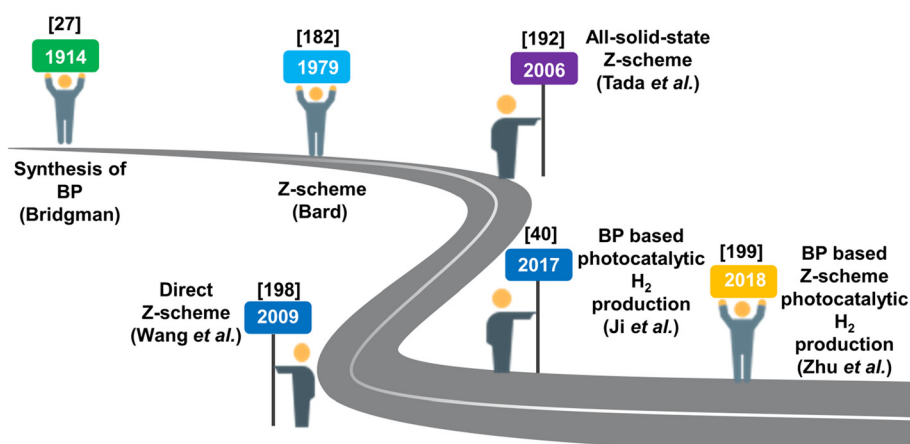 [27]
1914
Synthesis of
BP
(Bridgman)
[182]
1979
Z-scheme
(Bard)
[192]
2006
All-solid-state
Z-scheme
(Tada et al.)
Direct
Z-scheme
(Wang et al.)
[198]
2009
[40]
2017
BP based
photocatalytic
H₂
production
(Ji et al.)
[199]
2018
BP based
Z-scheme
photocatalytic
H₂
production
(Zhu et al.)